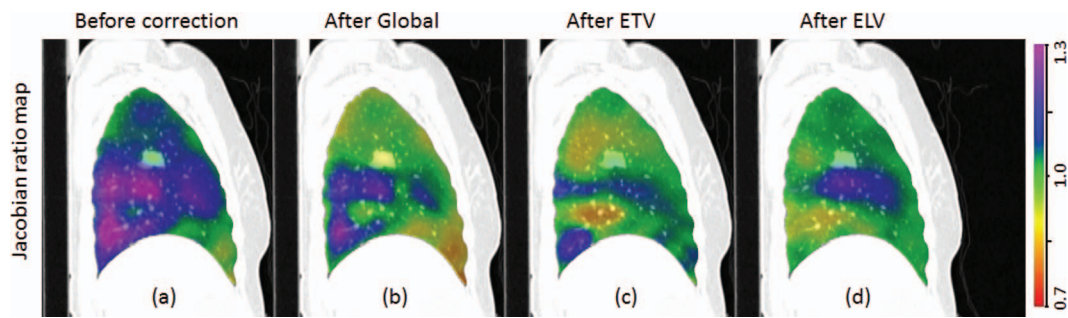 Before correction
After Global
After ETV
After ELV
Jacobian ratio map
(a)
(b)
(c)
(d)
1.3
1.0
0.7